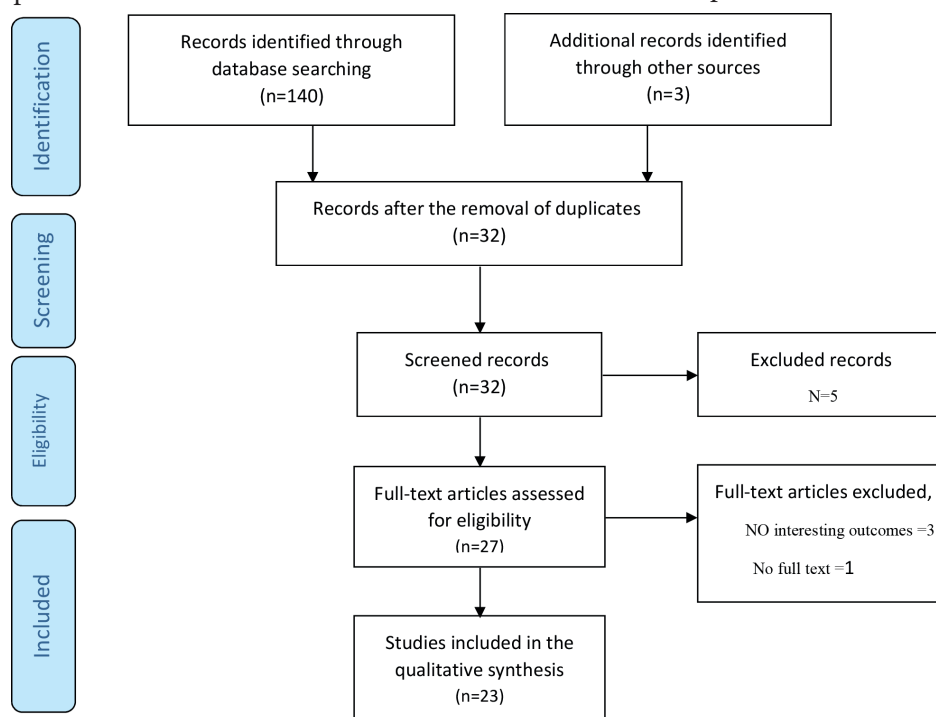 Identification
Records identified through
database searching
(n=140)
Additional records identified
through other sources
(n=3)
Records after the removal of duplicates
(n=32)
Screening
Screened records
(n=32)
Excluded records
N=5
Eligibility
Full-text articles assessed
for eligibility
(n=27)
Full-text articles excluded,
NO interesting outcomes =3
No full text =1
Included
Studies included in the
qualitative synthesis
(n=23)